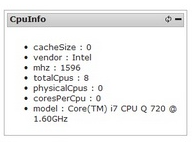 CpuInfo
cacheSize : 0
vendor : Intel
mhz : 1596
totalCpus : 8
physicalCpus : 0
coresPerCpu : 0
model : Core(TM) i7 CPU Q 720 @
1.60GHz